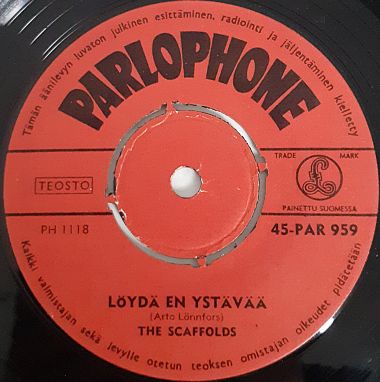 Tämän äänilevyn luvaton julkinen esittäminen, radiointi ja jäljentäminen kielletty
PARLOPHONE
TRADE MARK
£
TEOSTO
PAINETTU SUOMESSA
PH 1118
45-PAR 959
LÖYDÄ EN YSTÄVÄÄ
(Arto Lönnfors)
THE SCAFFOLDS
Kaikki valmistajan sekä levylle otetun teoksen omistajan oikeudet pidätetään